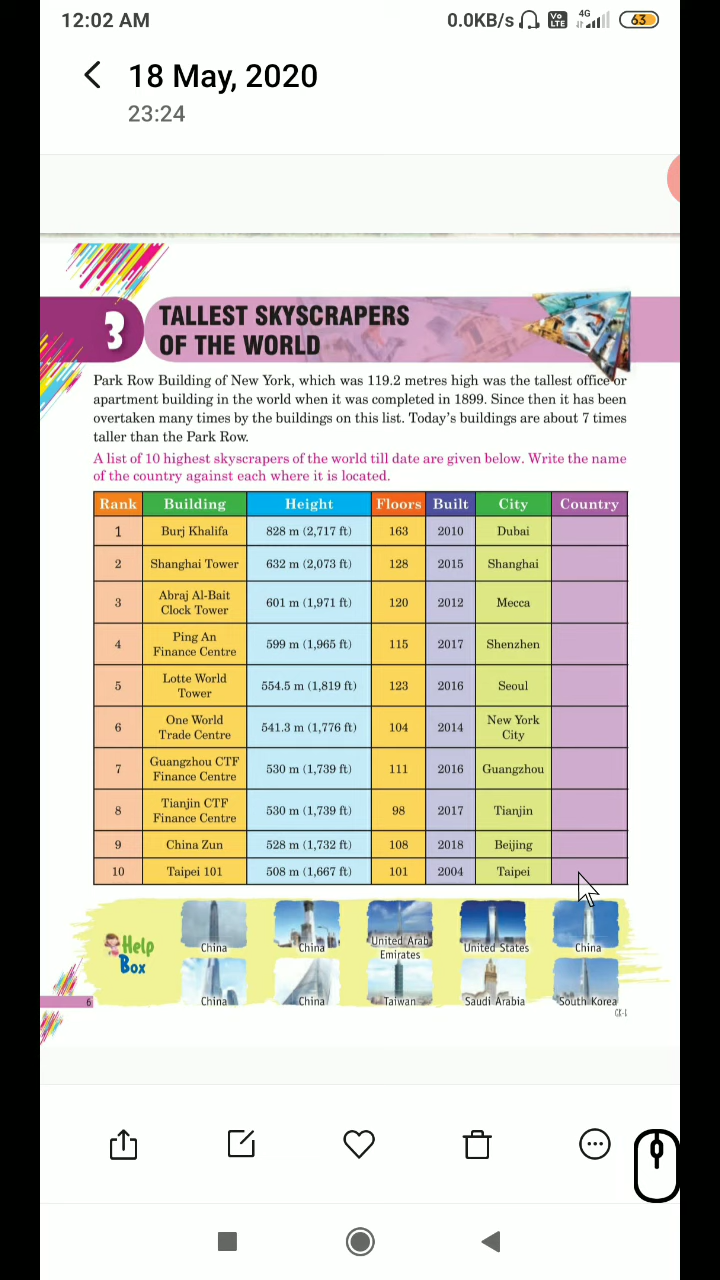 12:02 AM 0.0KB/s Vo LTE 4G 63
18 May, 2020
23:24
3 TALLEST SKYSCRAPERS
OF THE WORLD
Park Row Building of New York, which was 119.2 metres high was the tallest office or
apartment building in the world when it was completed in 1899. Since then it has been
overtaken many times by the buildings on this list. Today's buildings are about 7 times
taller than the Park Row.
A list of 10 highest skyscrapers of the world till date are given below. Write the name
of the country against each where it is located.
Rank Building Height Floors Built City Country
1 Burj Khalifa 828 m (2,717 ft) 163 2010 Dubai
2 Shanghai Tower 632 m (2,073 ft) 128 2015 Shanghai
3 Abraj Al-Bait Clock Tower 601 m (1,971 ft) 120 2012 Mecca
4 Ping An Finance Centre 599 m (1,965 ft) 115 2017 Shenzhen
5 Lotte World Tower 554.5 m (1,819 ft) 123 2016 Seoul
6 One World Trade Centre 541.3 m (1,776 ft) 104 2014 New York City
7 Guangzhou CTF Finance Centre 530 m (1,739 ft) 111 2016 Guangzhou
8 Tianjin CTF Finance Centre 530 m (1,739 ft) 98 2017 Tianjin
9 China Zun 528 m (1,732 ft) 108 2018 Beijing
10 Taipei 101 508 m (1,667 ft) 101 2004 Taipei
Help Box
China China United Arab Emirates United States China
China China Taiwan Saudi Arabia South Korea
6
GK-4